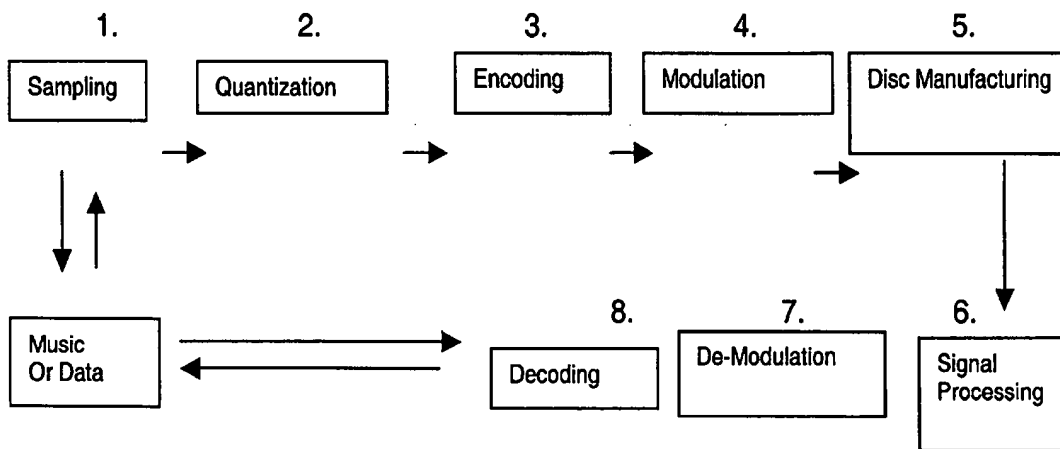 1.
2.
3.
4.
5.
Sampling
Quantization
Encoding
Modulation
Disc Manufacturing
8.
7.
6.
Music
Or Data
Decoding
De-Modulation
Signal
Processing